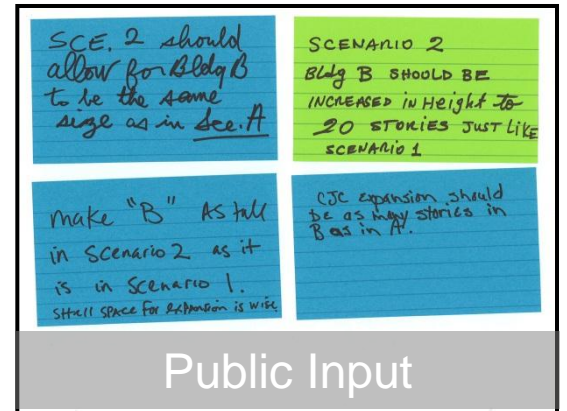 SCE. 2 should
allow for Bldg B
to be the same
size as in Sce. A
SCENARIO 2
Bldg B SHOULD BE
INCREASED in Height to
20 STORIES JUST LIKE
SCENARIO 1
make "B" AS tall
in Scenario 2 as it
is in Scenario 1.
Shell space for expansion is wise
CJC expansion should
be as many stories in
B as in A.
Public Input